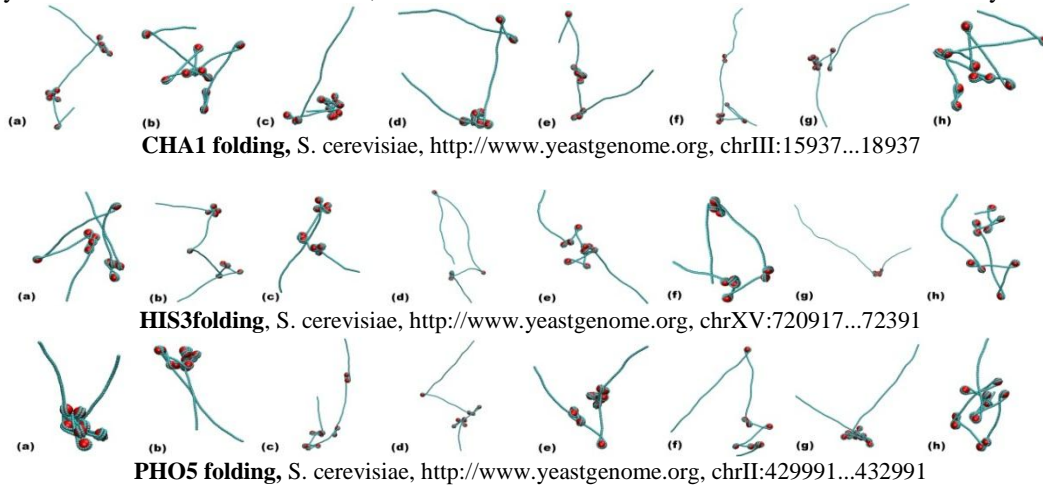 (a) (b) (c) (d) (e) (f) (g) (h)
CHA1 folding, S. cerevisiae, http://www.yeastgenome.org, chrIII:15937...18937
(a) (b) (c) (d) (e) (f) (g) (h)
HIS3folding, S. cerevisiae, http://www.yeastgenome.org, chrXV:720917...72391
(a) (b) (c) (d) (e) (f) (g) (h)
PHO5 folding, S. cerevisiae, http://www.yeastgenome.org, chrII:429991...432991